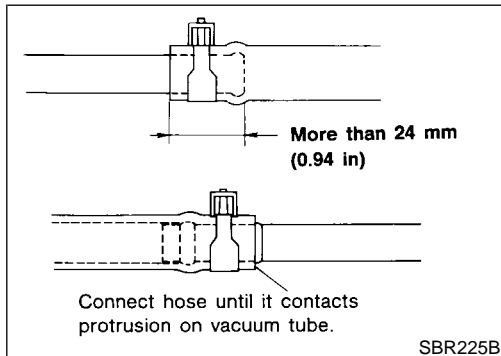 More than 24 mm
(0.94 in)
Connect hose until it contacts
protrusion on vacuum tube.
SBR225B